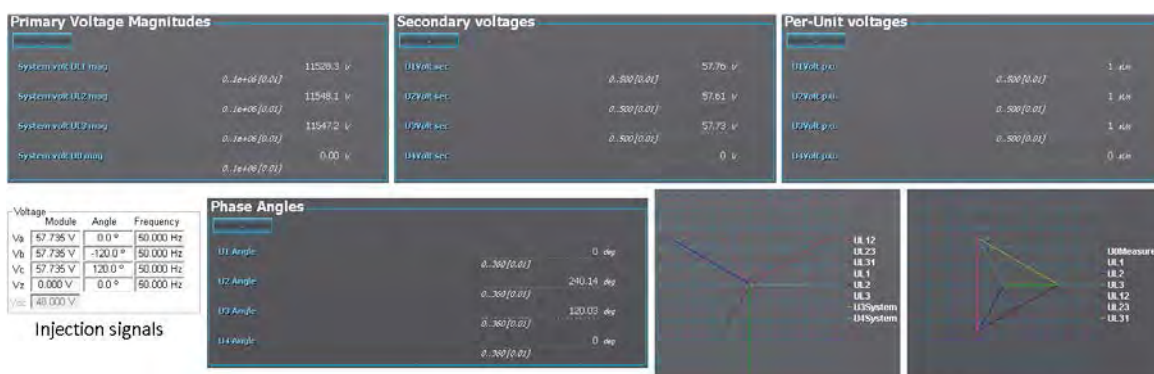 Primary Voltage Magnitudes
System volt UL1 mag 11528.3 V
0..1e+06 [0.01]
System volt UL2 mag 11548.1 V
0..1e+06 [0.01]
System volt UL3 mag 11547.2 V
0..1e+06 [0.01]
System volt U0 mag 0.00 V
0..1e+06 [0.01]
Secondary voltages
U1Volt sec 57.76 V
0..500 [0.01]
U2Volt sec 57.61 V
0..500 [0.01]
U3Volt sec 57.73 V
0..500 [0.01]
U4Volt sec 0 V
Per-Unit voltages
U1Volt p.u. 1
0..500 [0.01]
U2Volt p.u. 1
0..500 [0.01]
U3Volt p.u. 1
0..500 [0.01]
U4Volt p.u. 0
Voltage
Module Angle Frequency
Va 57.735 V 0.0 ° 50.000 Hz
Vb 57.735 V -120.0 ° 50.000 Hz
Vc 57.735 V 120.0 ° 50.000 Hz
Vz 0.000 V 0.0 ° 50.000 Hz
48.000 V
Injection signals
Phase Angles
U1 Angle 0 deg
0..360 [0.01]
U2 Angle 240.14 deg
0..360 [0.01]
U3 Angle 120.03 deg
0..360 [0.01]
U4 Angle 0 deg
0..360 [0.01]
UL12
UL23
UL31
UL1
UL2
UL3
U3System
U4System
U0Measure
UL1
UL2
UL3
UL12
UL23
UL31